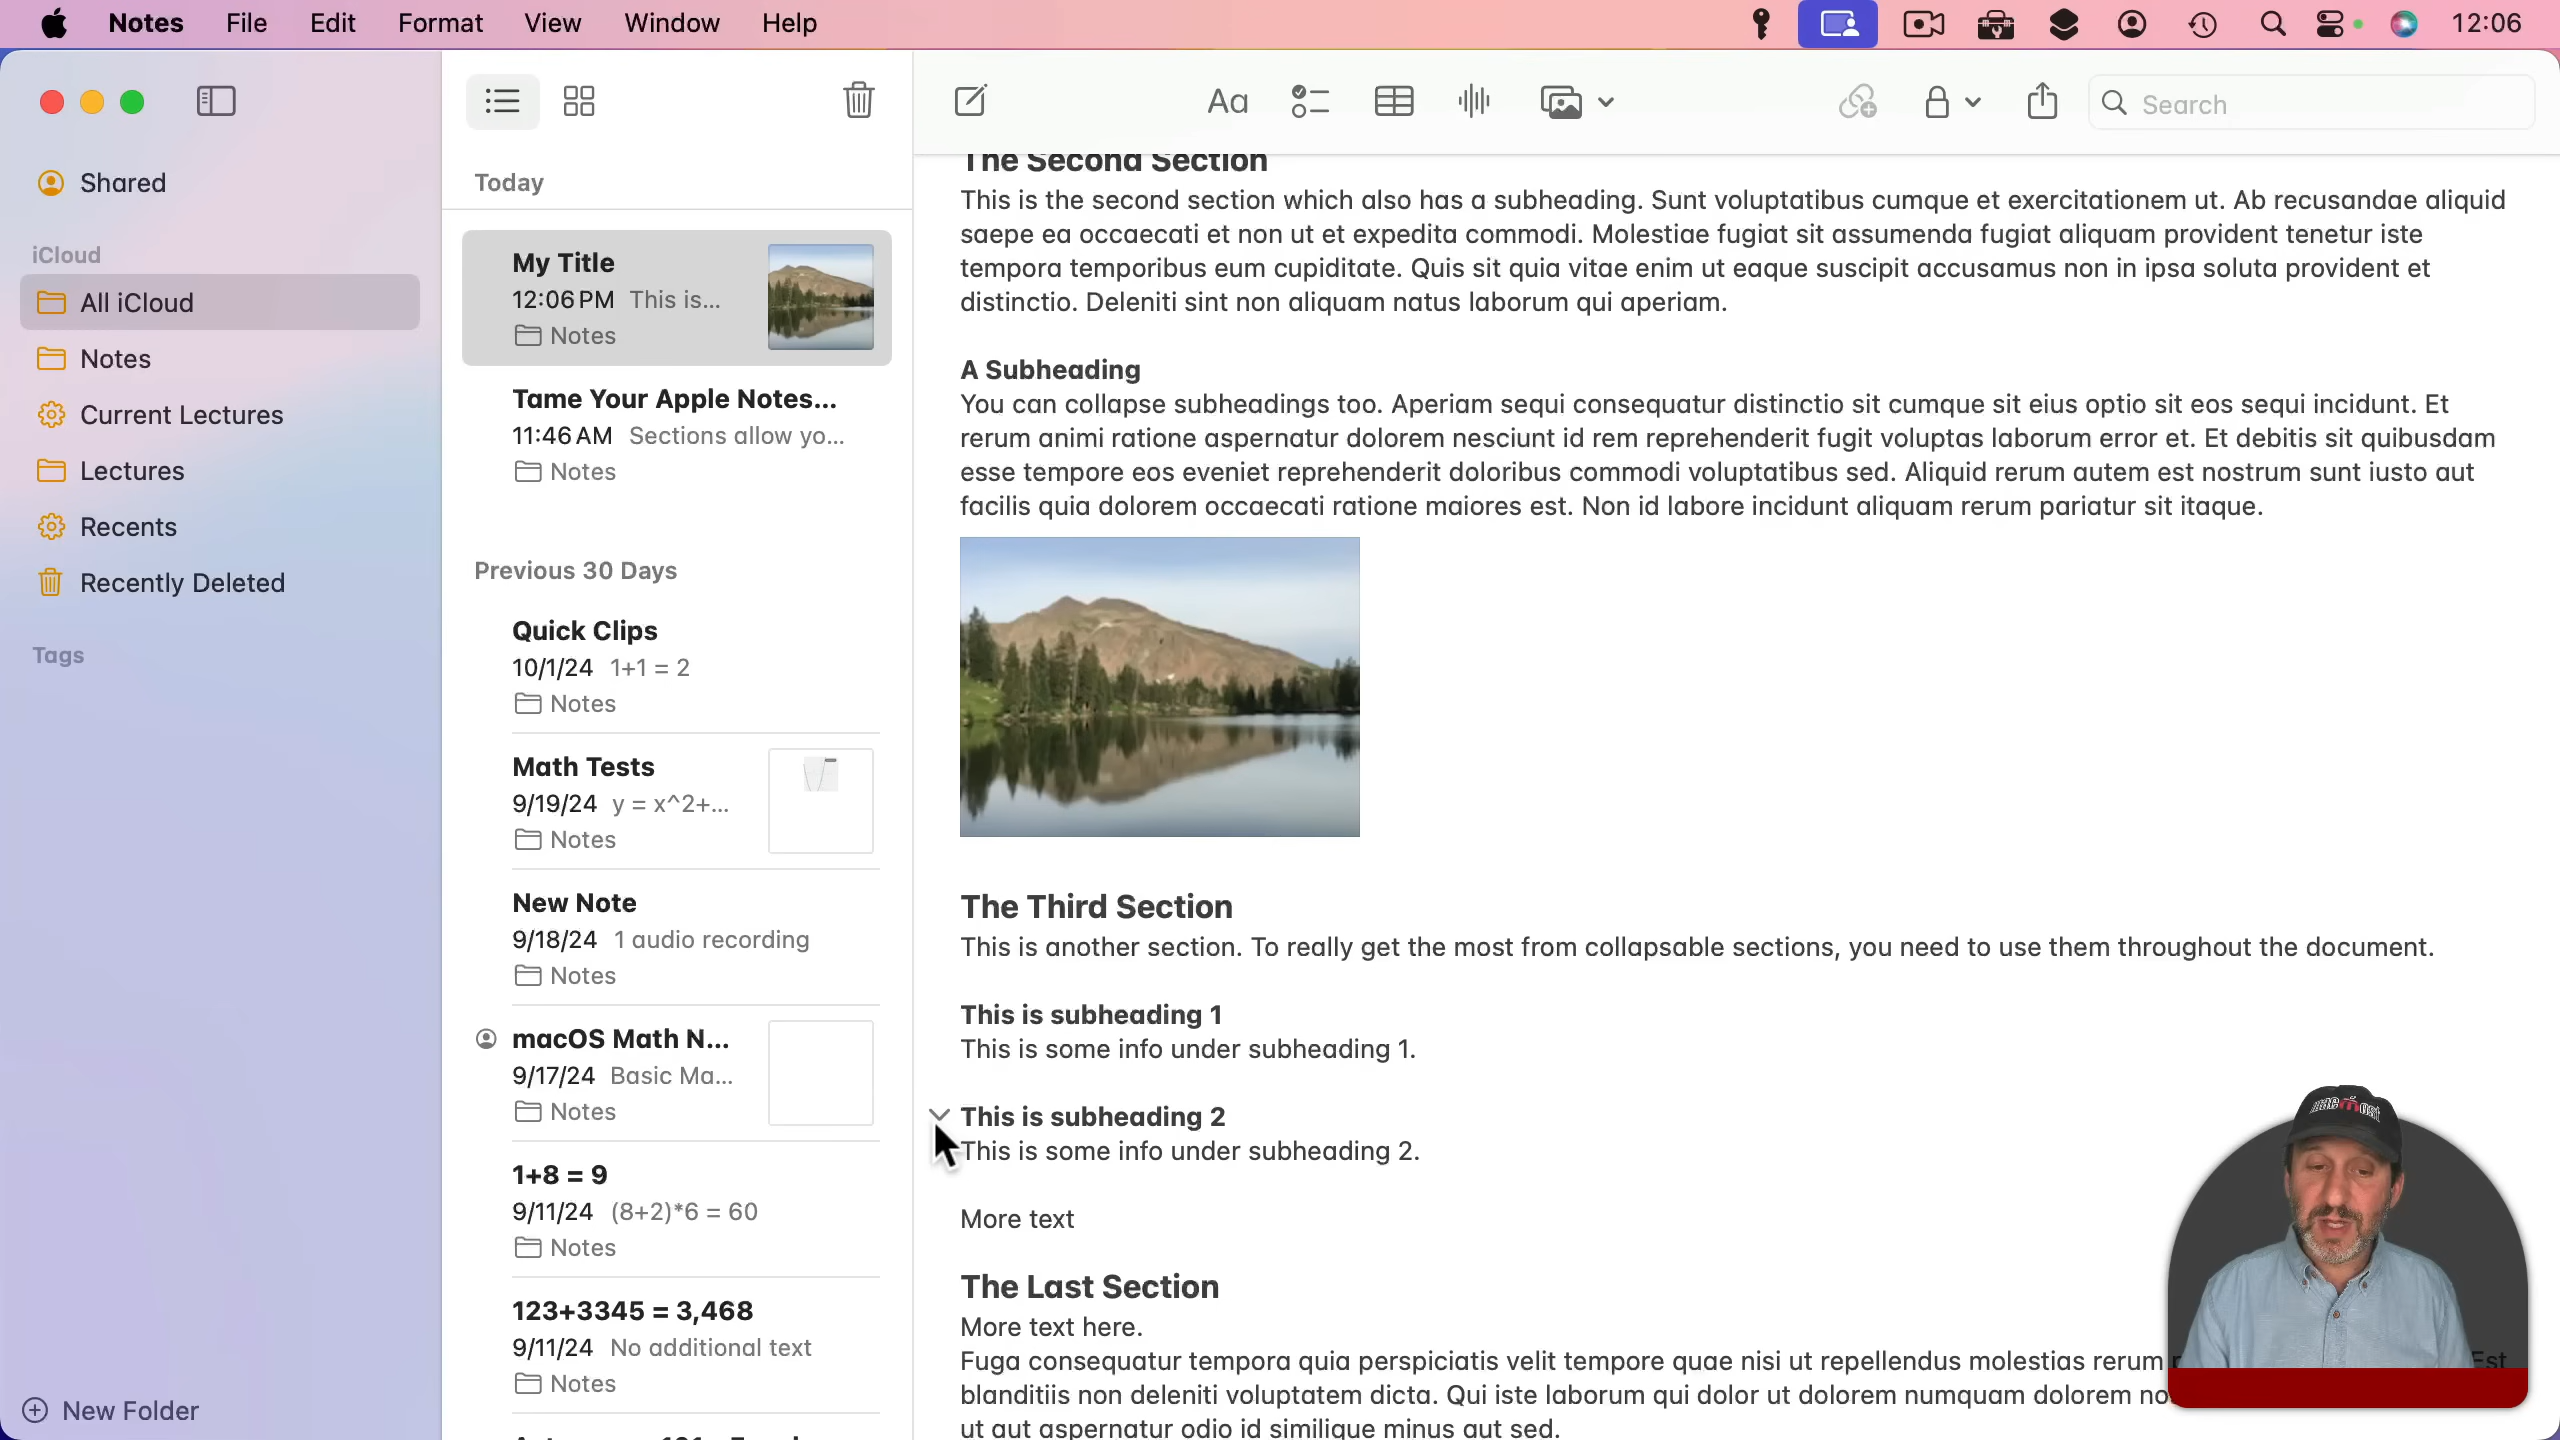 Notes File Edit Format View Window Help 12:06
Shared
iCloud
All iCloud
Notes
Current Lectures
Lectures
Recents
Recently Deleted
Tags
New Folder
Today
My Title
12:06 PM This is...
Notes
Tame Your Apple Notes...
11:46 AM Sections allow yo...
Notes
Previous 30 Days
Quick Clips
10/1/24 1+1 = 2
Notes
Math Tests
9/19/24 y = x^2+...
Notes
New Note
9/18/24 1 audio recording
Notes
macOS Math N...
9/17/24 Basic Ma...
Notes
1+8 = 9
9/11/24 (8+2)*6 = 60
Notes
123+3345 = 3,468
9/11/24 No additional text
Notes
Aa
Search
The Second Section
This is the second section which also has a subheading. Sunt voluptatibus cumque et exercitationem ut. Ab recusandae aliquid
saepe ea occaecati et non ut et expedita commodi. Molestiae fugiat sit assumenda fugiat aliquam provident tenetur iste
tempora temporibus eum cupiditate. Quis sit quia vitae enim ut eaque suscipit accusamus non in ipsa soluta provident et
distinctio. Deleniti sint non aliquam natus laborum qui aperiam.
A Subheading
You can collapse subheadings too. Aperiam sequi consequatur distinctio sit cumque sit eius optio sit eos sequi incidunt. Et
rerum animi ratione aspernatur dolorem nesciunt id rem reprehenderit fugit voluptas laborum error et. Et debitis sit quibusdam
esse tempore eos eveniet reprehenderit doloribus commodi voluptatibus sed. Aliquid rerum autem est nostrum sunt iusto aut
facilis quia dolorem occaecati ratione maiores est. Non id labore incidunt aliquam rerum pariatur sit itaque.
The Third Section
This is another section. To really get the most from collapsable sections, you need to use them throughout the document.
This is subheading 1
This is some info under subheading 1.
This is subheading 2
This is some info under subheading 2.
More text
The Last Section
More text here.
Fuga consequatur tempora quia perspiciatis velit tempore quae nisi ut repellendus molestias rerum Est
blanditiis non deleniti voluptatem dicta. Qui iste laborum qui dolor ut dolorem numquam dolorem
ut aut aspernatur odio id similique minus aut sed.
macmost